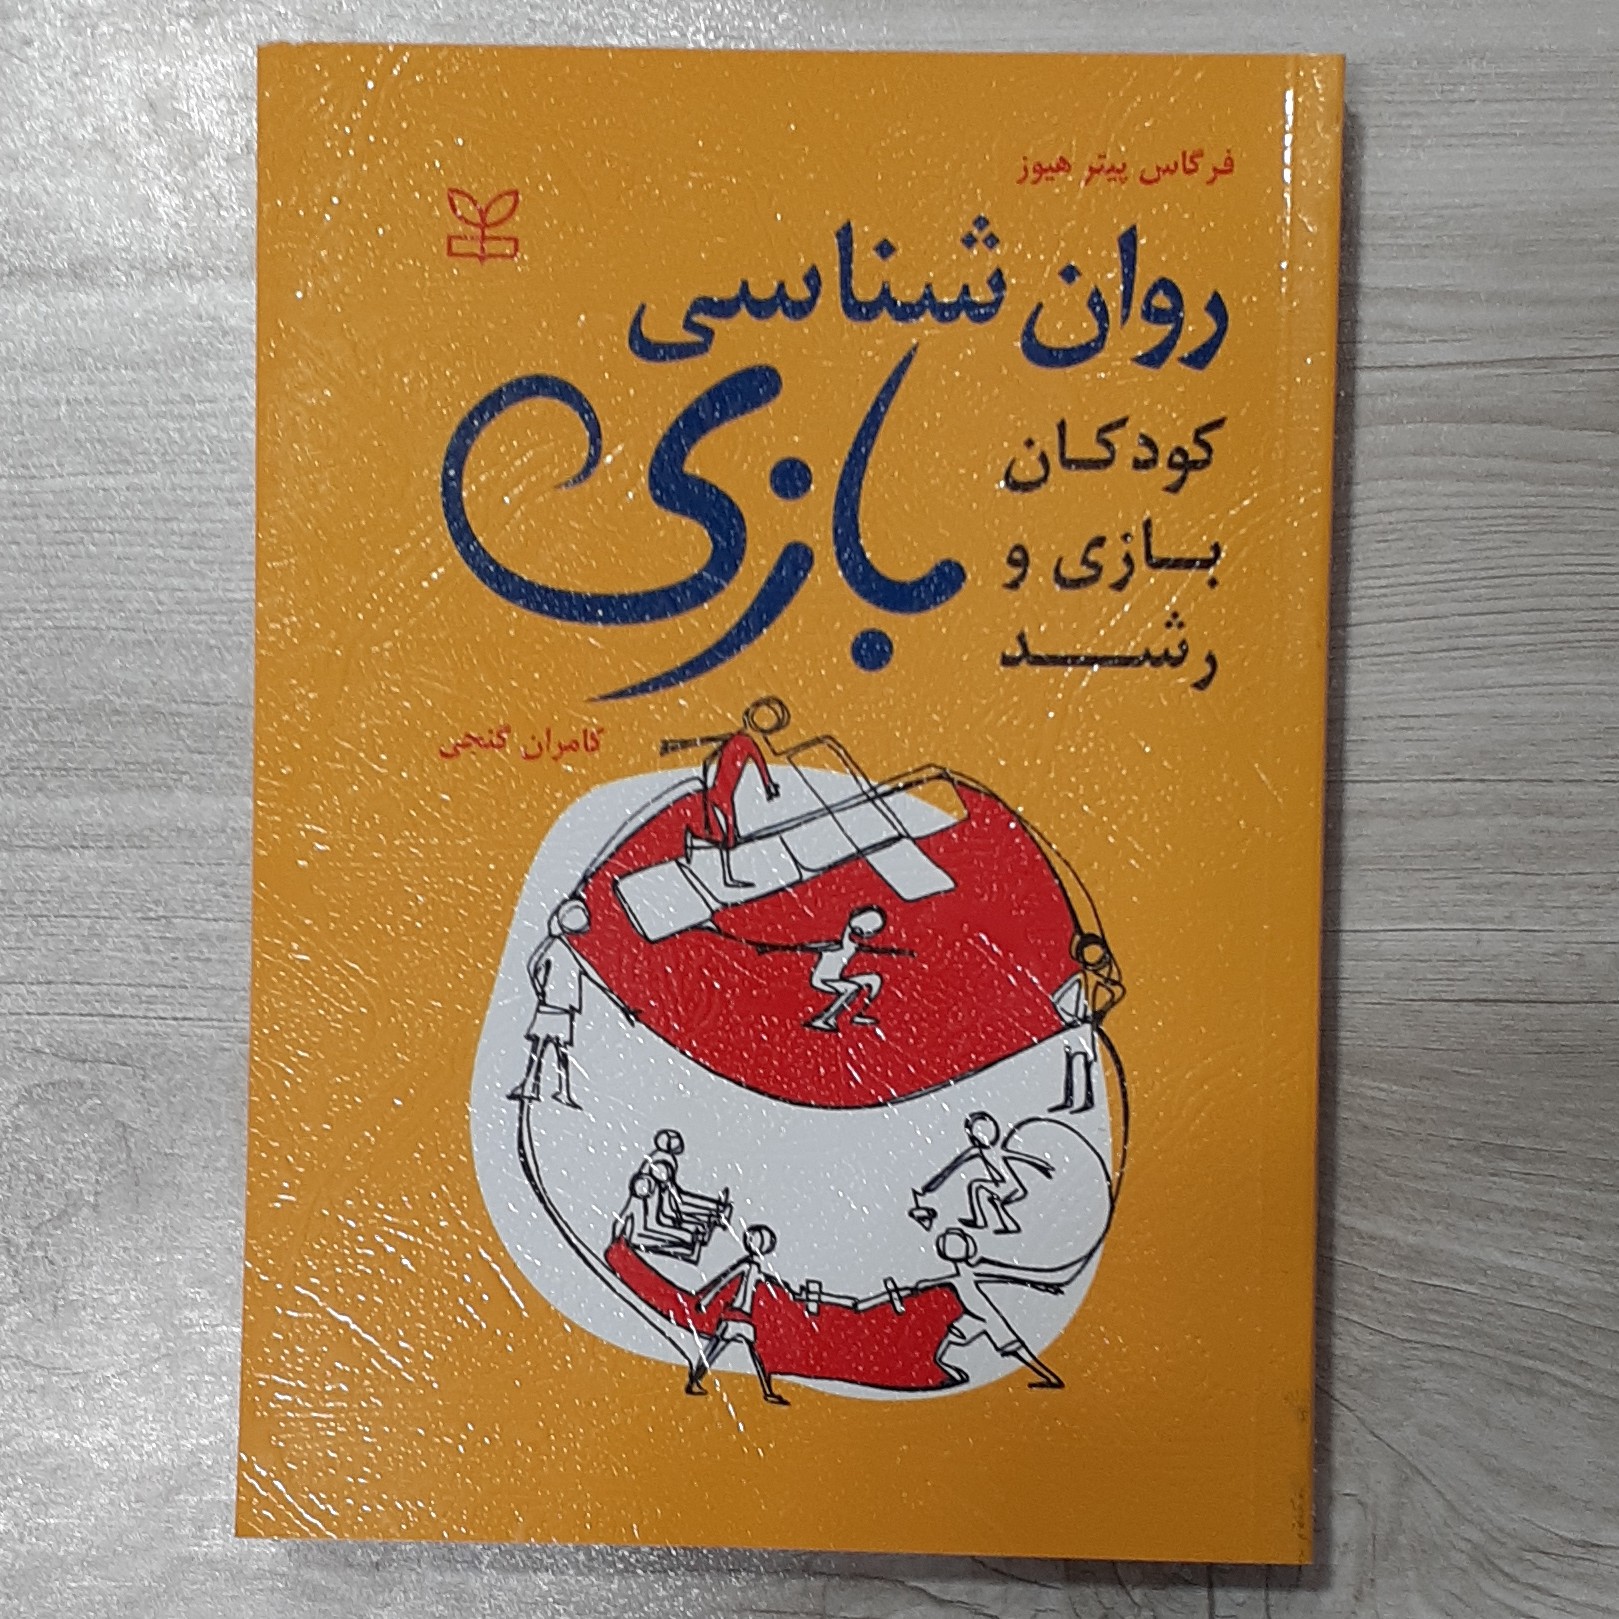 فرگاس پیتر هیوز
روان‌شناسی
بازی
کودکان
بازی و
رشد
کامران گنجی